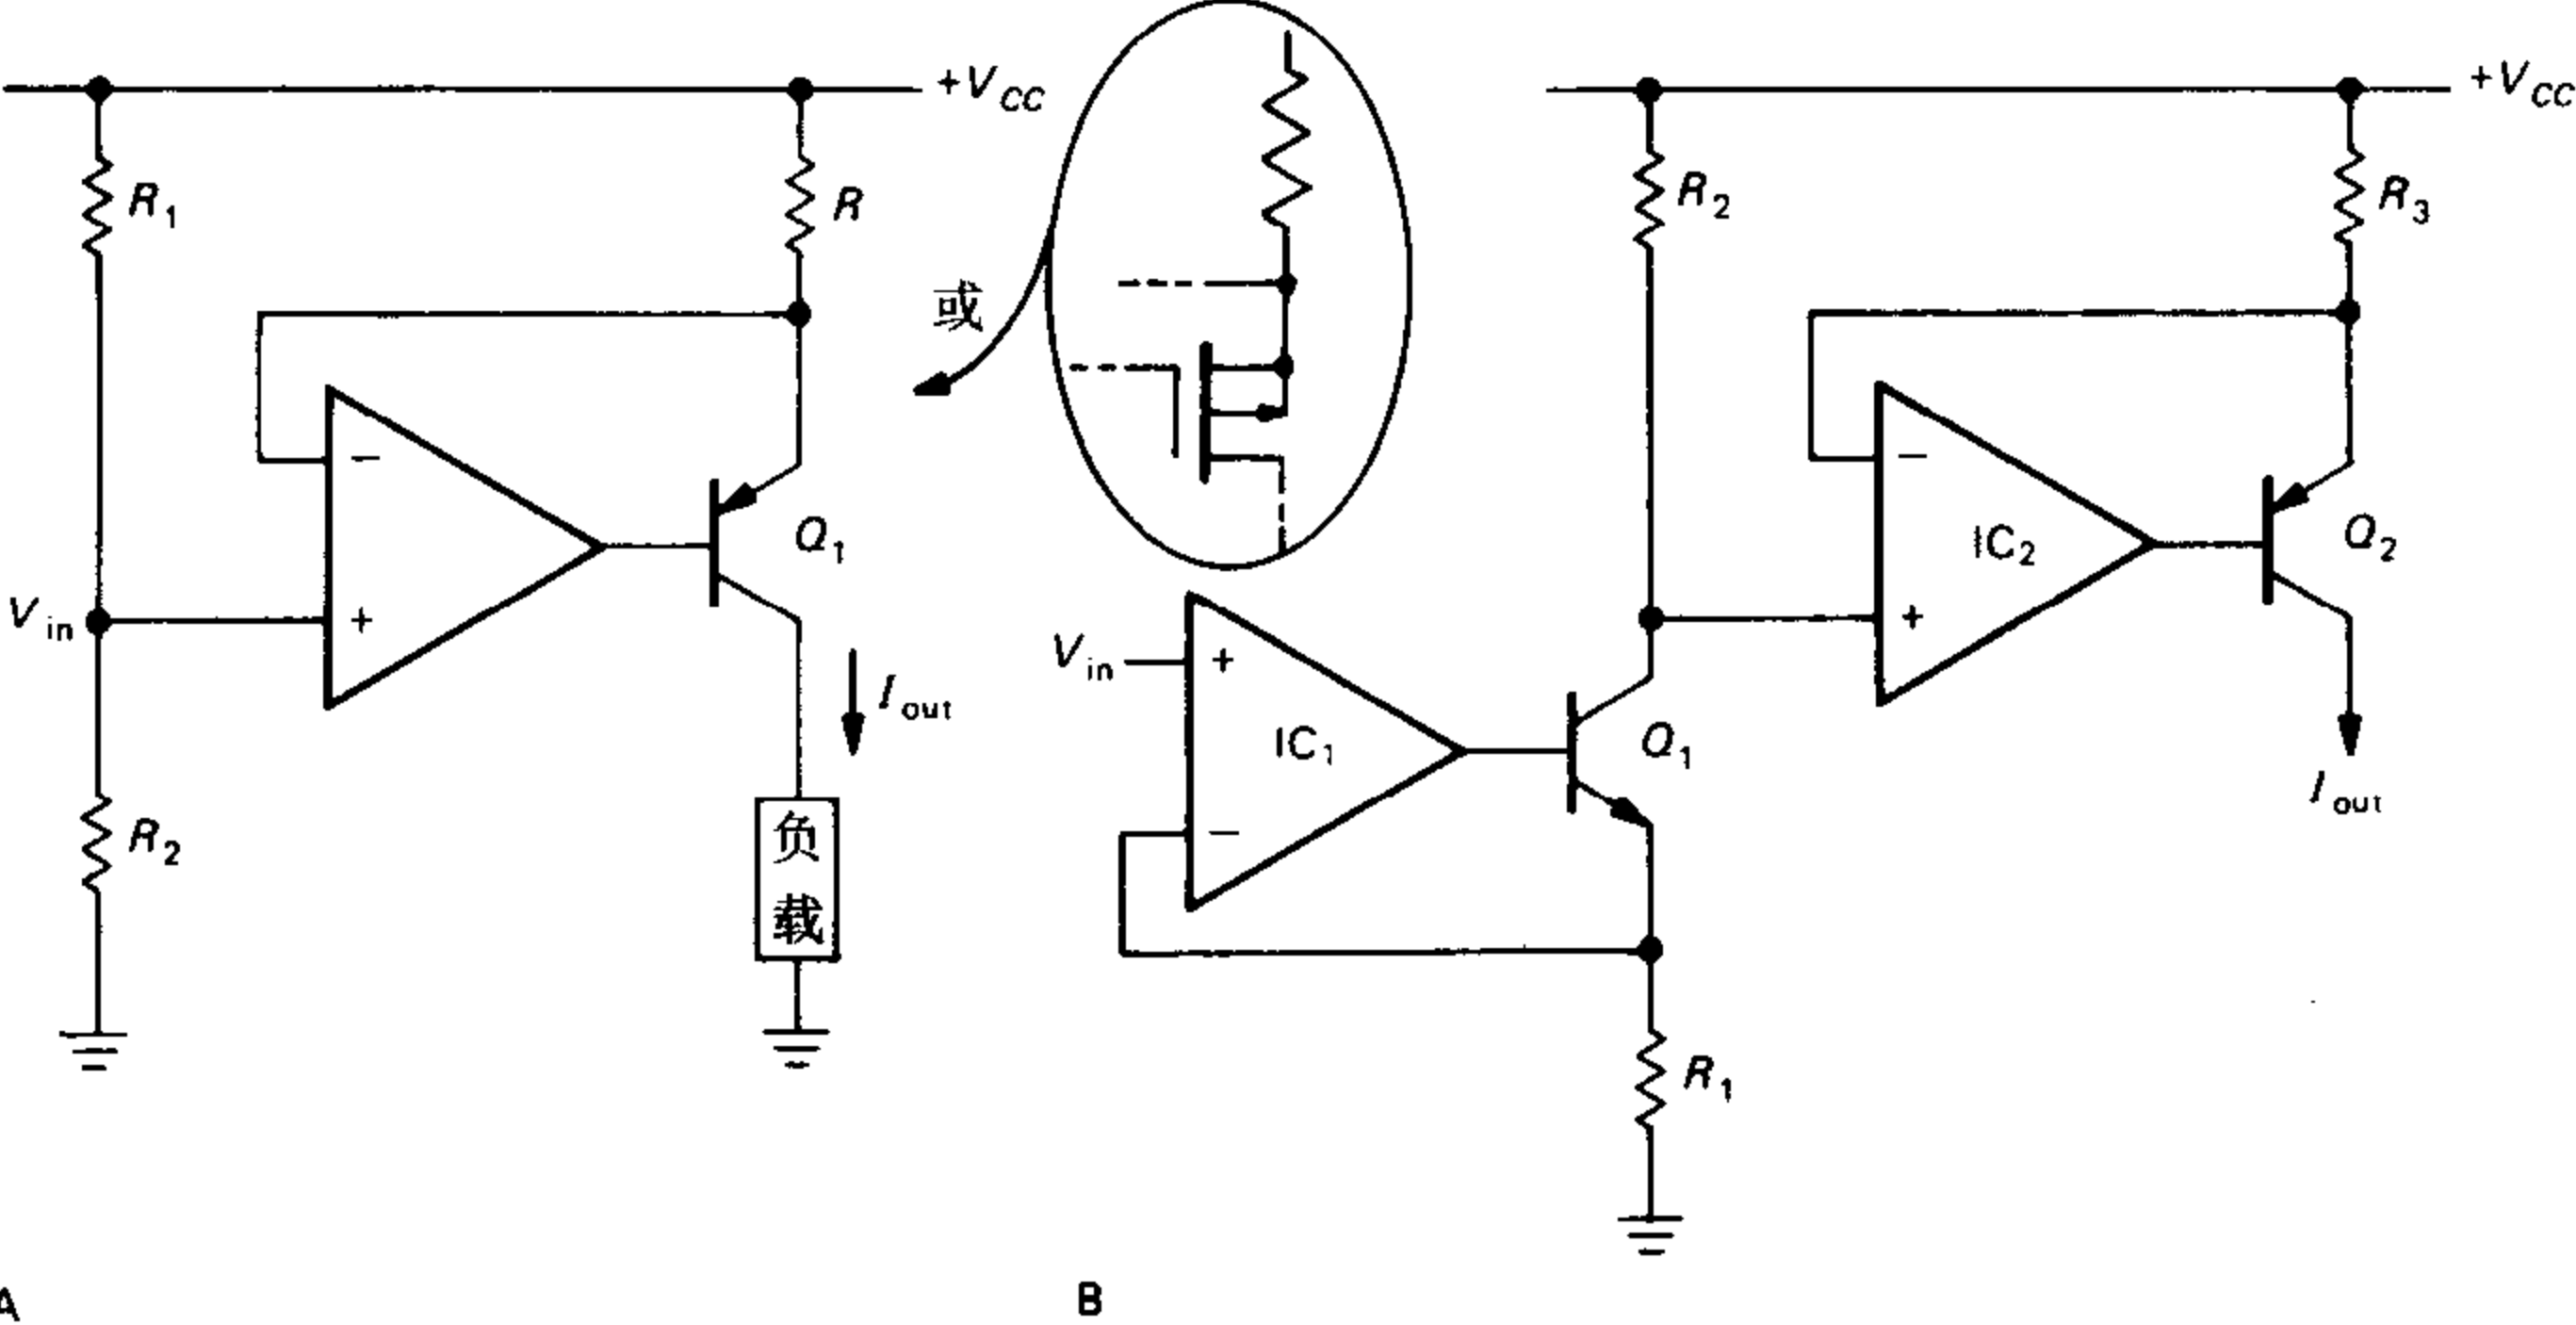 +V_CC
R_1
R
V_in
−
+
Q_1
I_out
R_2
负
载
A
或
+V_CC
R_2
R_3
V_in
+
IC_1
−
Q_1
−
IC_2
+
Q_2
I_out
R_1
B